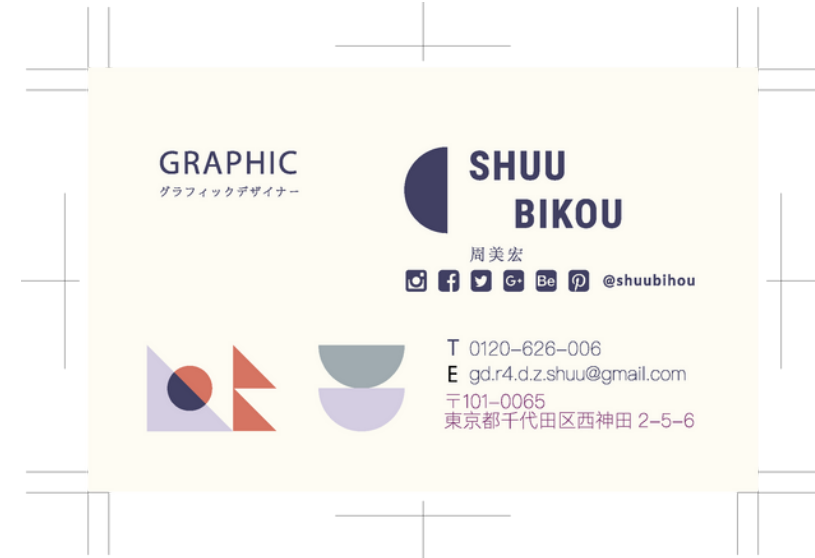 GRAPHIC
グラフィックデザイナー
SHUU
BIKOU
周美宏
@shuubihou
T 0120-626-006
E gd.r4.d.z.shuu@gmail.com
〒101-0065
東京都千代田区西神田 2-5-6